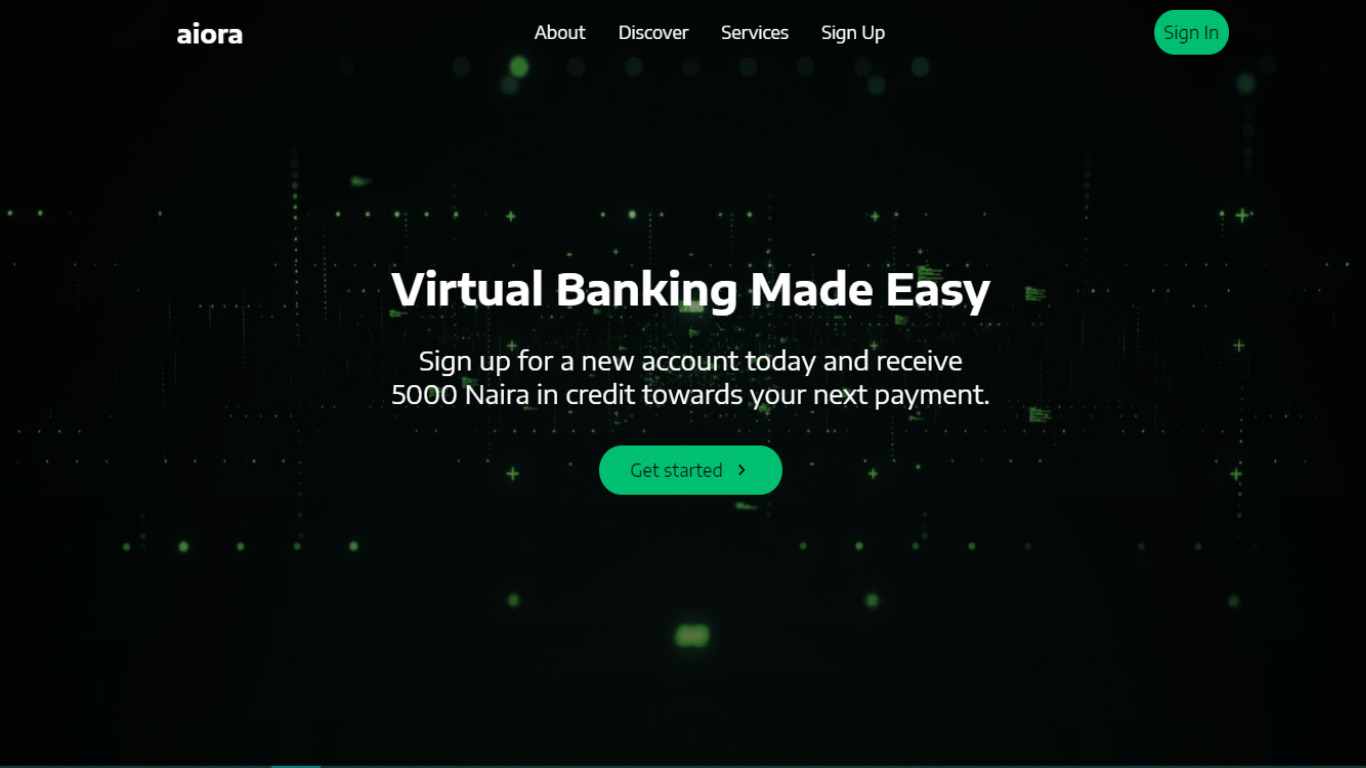 aiora
About
Discover
Services
Sign Up
Sign In
Virtual Banking Made Easy
Sign up for a new account today and receive
5000 Naira in credit towards your next payment.
Get started